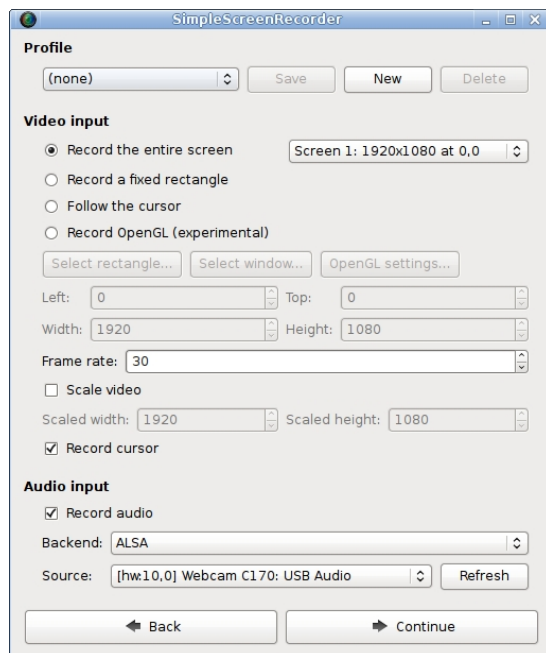 SimpleScreenRecorder
Profile
(none) Save New Delete
Video input
Record the entire screen Screen 1: 1920x1080 at 0,0
Record a fixed rectangle
Follow the cursor
Record OpenGL (experimental)
Select rectangle... Select window... OpenGL settings...
Left: 0 Top: 0
Width: 1920 Height: 1080
Frame rate: 30
Scale video
Scaled width: 1920 Scaled height: 1080
Record cursor
Audio input
Record audio
Backend: ALSA
Source: [hw:10,0] Webcam C170: USB Audio Refresh
Back Continue